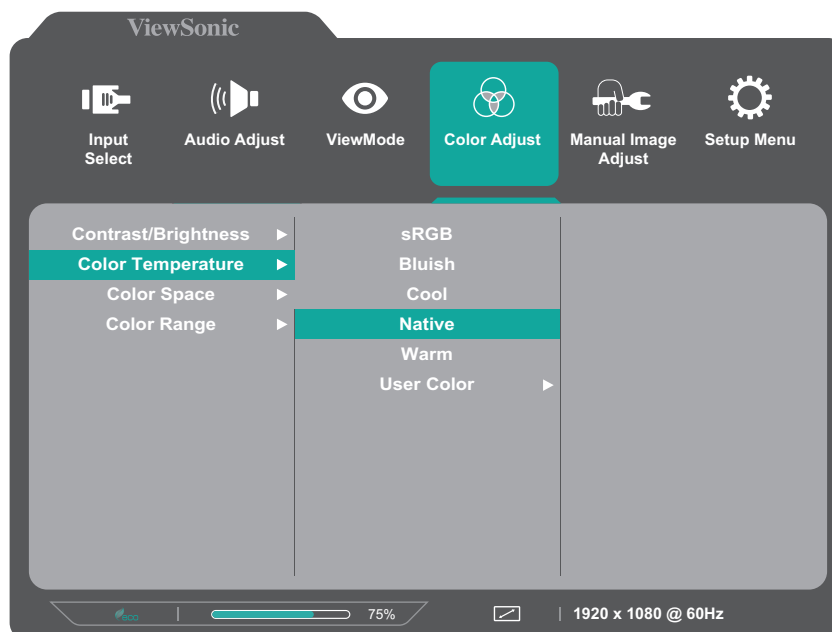 ViewSonic
Input
Select
Audio Adjust
ViewMode
Color Adjust
Manual Image
Adjust
Setup Menu
Contrast/Brightness
Color Temperature
Color Space
Color Range
sRGB
Bluish
Cool
Native
Warm
User Color
eco
75%
1920 x 1080 @ 60Hz